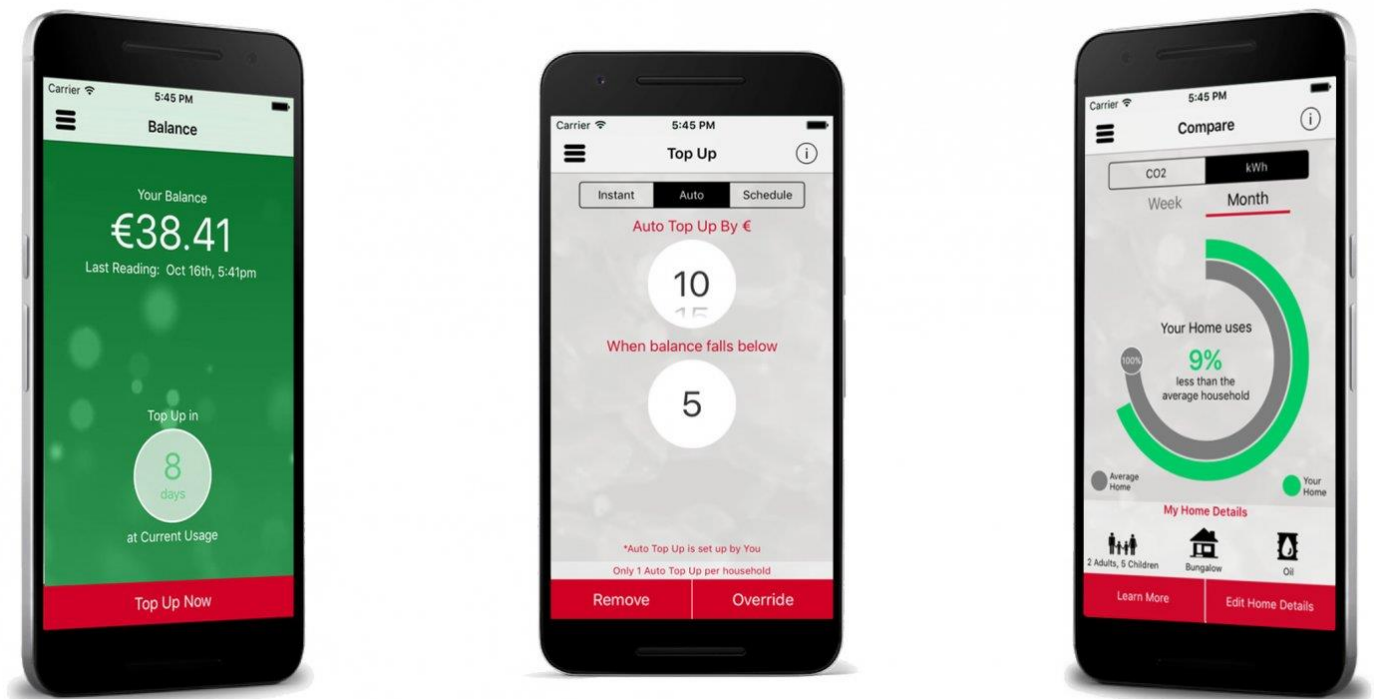 Carrier
5:45 PM
Balance
Your Balance
€38.41
Last Reading: Oct 16th, 5:41pm
Top Up in
8
days
at Current Usage
Top Up Now
Carrier
5:45 PM
Top Up
i
Instant
Auto
Schedule
Auto Top Up By €
10
15
When balance falls below
5
*Auto Top Up is set up by You
Only 1 Auto Top Up per household
Remove
Override
Carrier
5:45 PM
Compare
i
CO2
kWh
Week
Month
Your Home uses
9%
less than the
average household
100%
Average
Home
Your
Home
My Home Details
2 Adults, 5 Children
Bungalow
Oil
Learn More
Edit Home Details